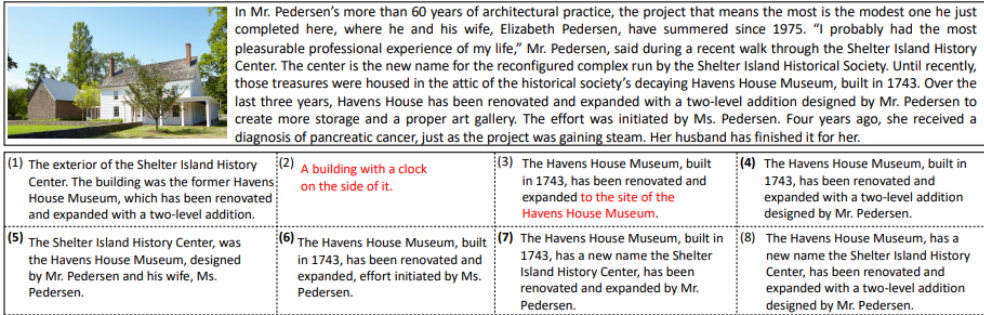 In Mr. Pedersen's more than 60 years of architectural practice, the project that means the most is the modest one he just
completed here, where he and his wife, Elizabeth Pedersen, have summered since 1975. "I probably had the most
pleasurable professional experience of my life," Mr. Pedersen, said during a recent walk through the Shelter Island History
Center. The center is the new name for the reconfigured complex run by the Shelter Island Historical Society. Until recently,
those treasures were housed in the attic of the historical society's decaying Havens House Museum, built in 1743. Over the
last three years, Havens House has been renovated and expanded with a two-level addition designed by Mr. Pedersen to
create more storage and a proper art gallery. The effort was initiated by Ms. Pedersen. Four years ago, she received a
diagnosis of pancreatic cancer, just as the project was gaining steam. Her husband has finished it for her.
(1) The exterior of the Shelter Island History
Center. The building was the former Havens
House Museum, which has been renovated
and expanded with a two-level addition.
(2) A building with a clock
on the side of it.
(3) The Havens House Museum, built
in 1743, has been renovated and
expanded to the site of the
Havens House Museum.
(4) The Havens House Museum, built in
1743, has been renovated and
expanded with a two-level addition
designed by Mr. Pedersen.
(5) The Shelter Island History Center, was
the Havens House Museum, designed
by Mr. Pedersen and his wife, Ms.
Pedersen.
(6) The Havens House Museum, built
in 1743, has been renovated and
expanded, effort initiated by Ms.
Pedersen.
(7) The Havens House Museum, built in
1743, has a new name the Shelter
Island History Center, has been
renovated and expanded by Mr.
Pedersen.
(8) The Havens House Museum, has a
new name the Shelter Island History
Center, has been renovated and
expanded with a two-level addition
designed by Mr. Pedersen.